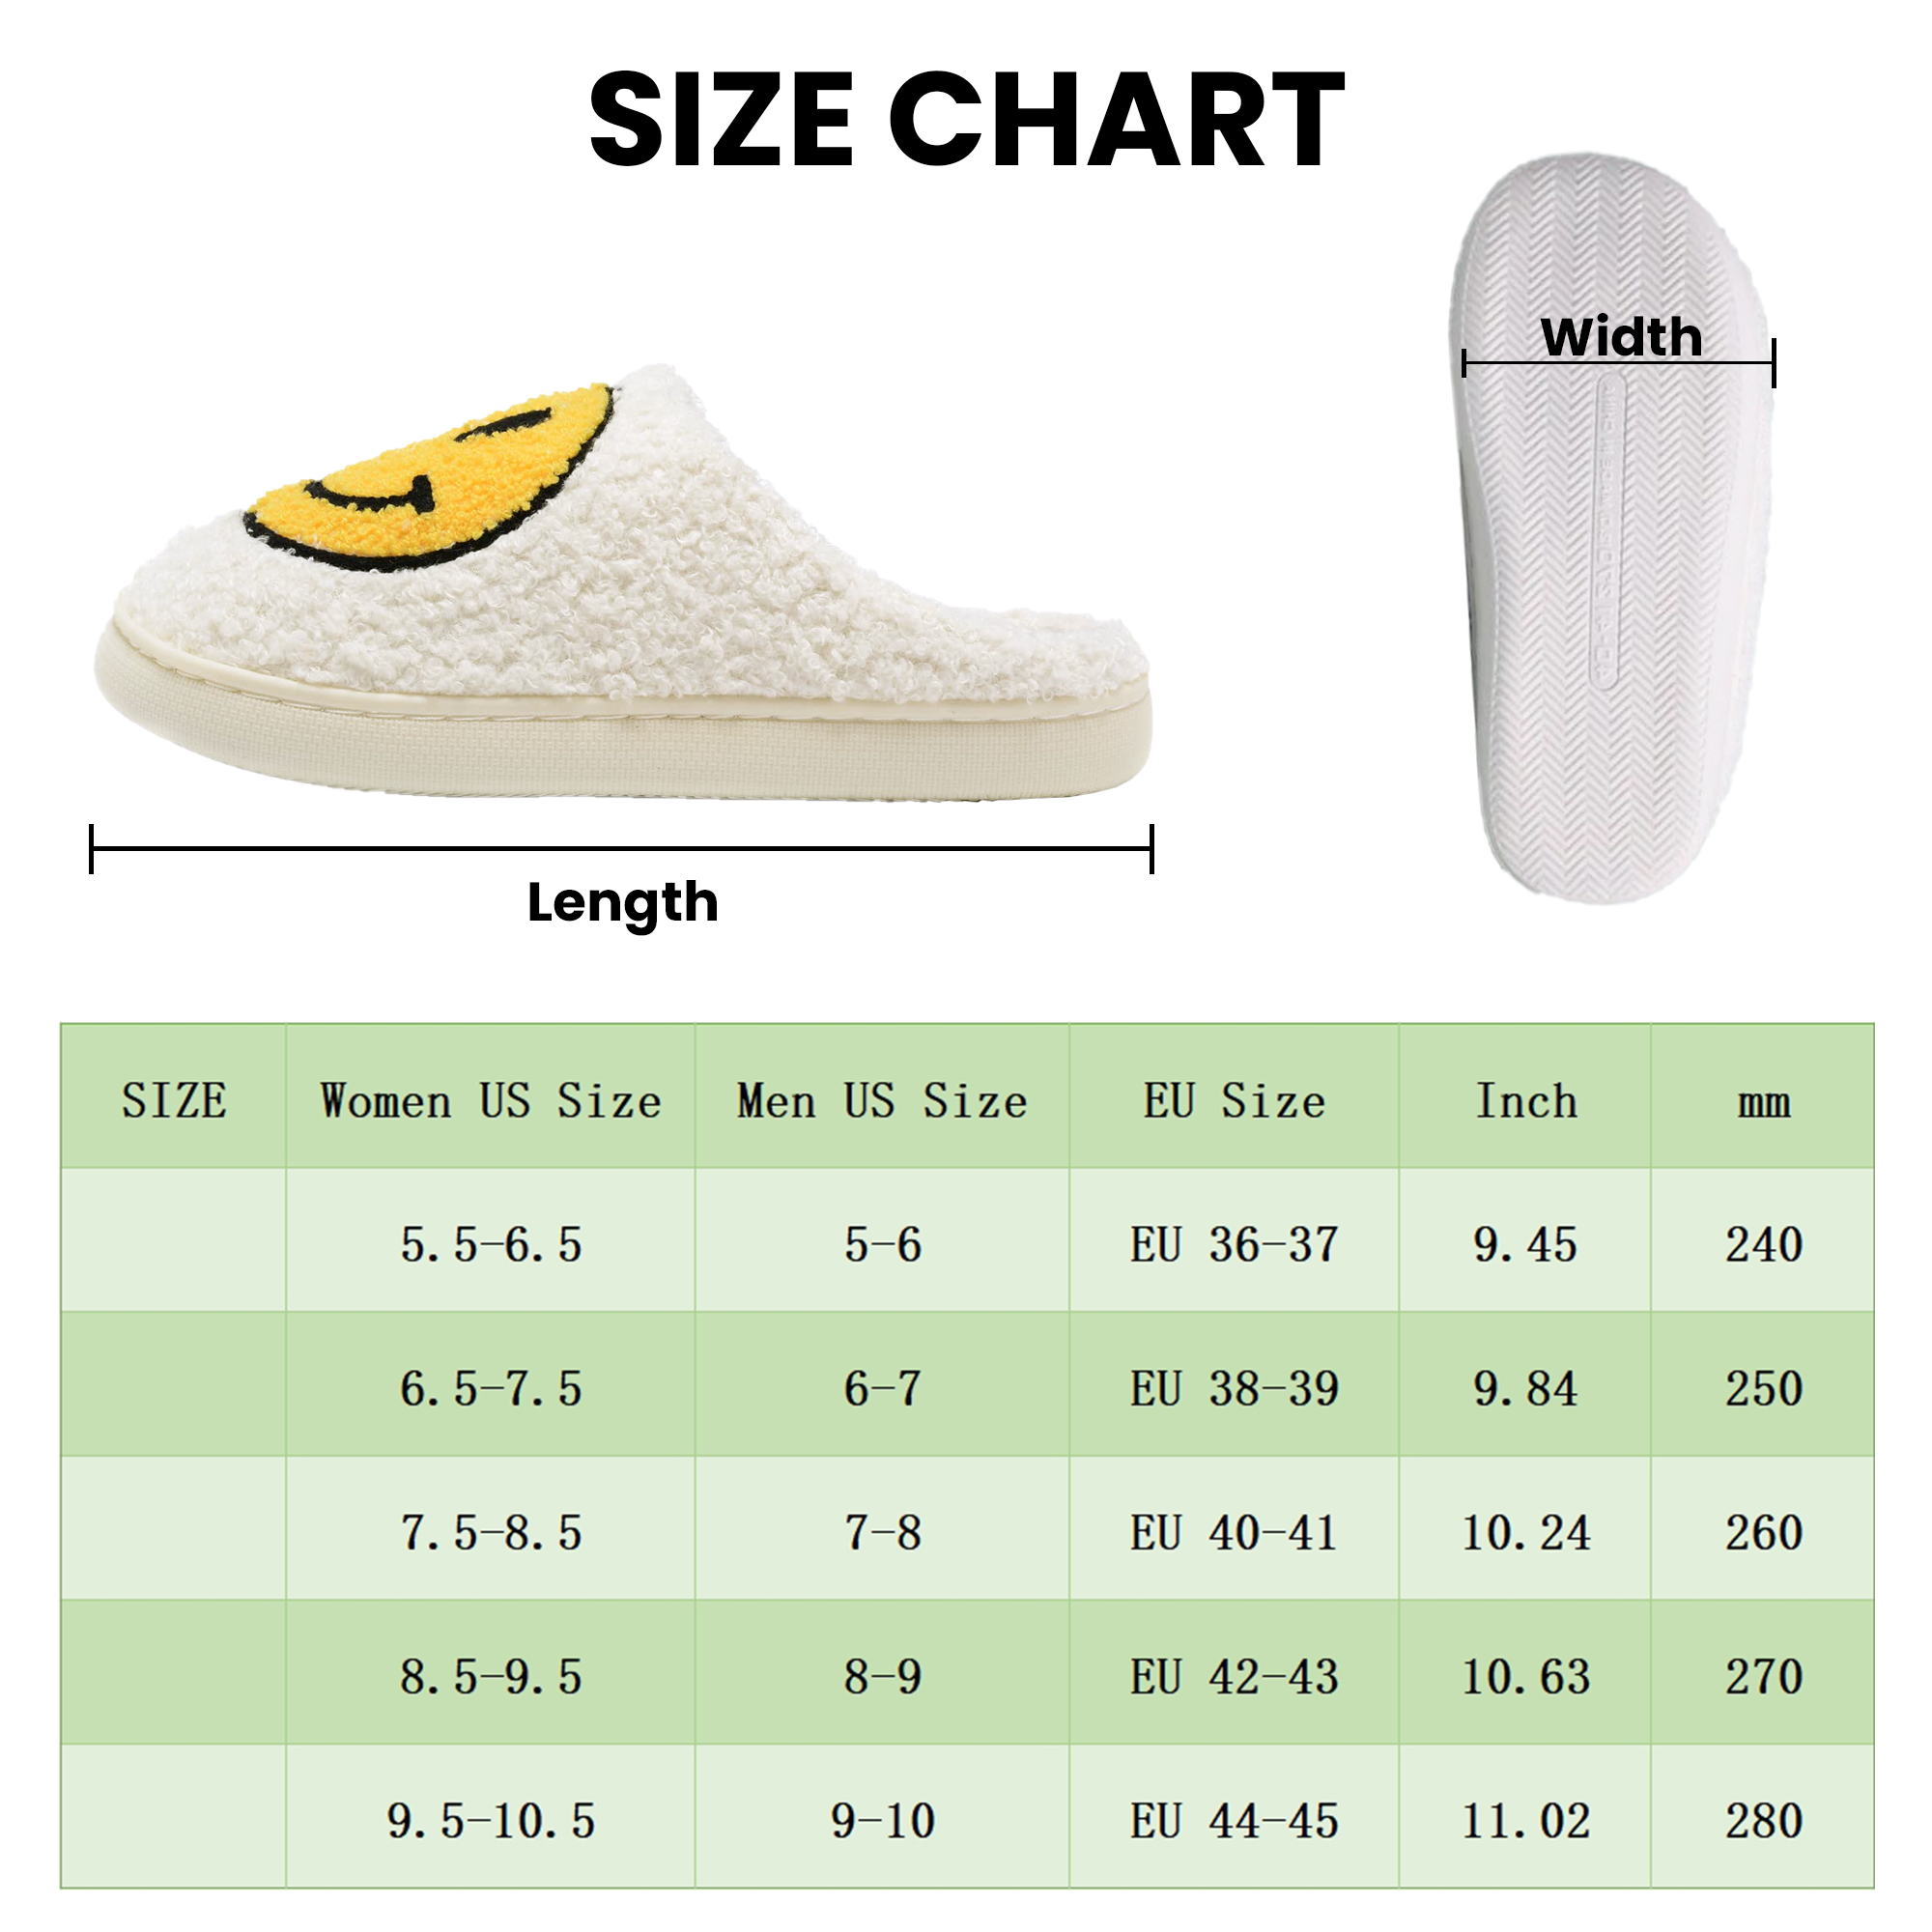 SIZE CHART
Width
Length
SIZE Women US Size Men US Size EU Size Inch mm
5.5-6.5 5-6 EU 36-37 9.45 240
6.5-7.5 6-7 EU 38-39 9.84 250
7.5-8.5 7-8 EU 40-41 10.24 260
8.5-9.5 8-9 EU 42-43 10.63 270
9.5-10.5 9-10 EU 44-45 11.02 280